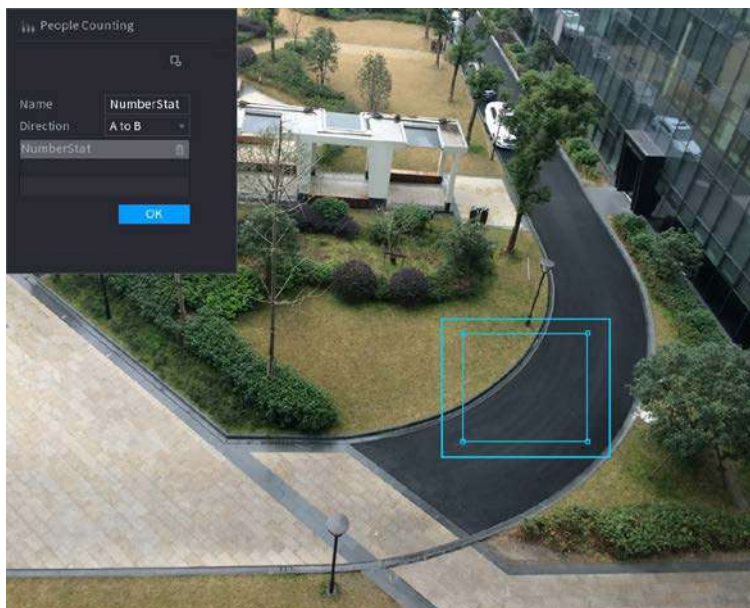 People Counting
Name NumberStat
Direction A to B
NumberStat
OK